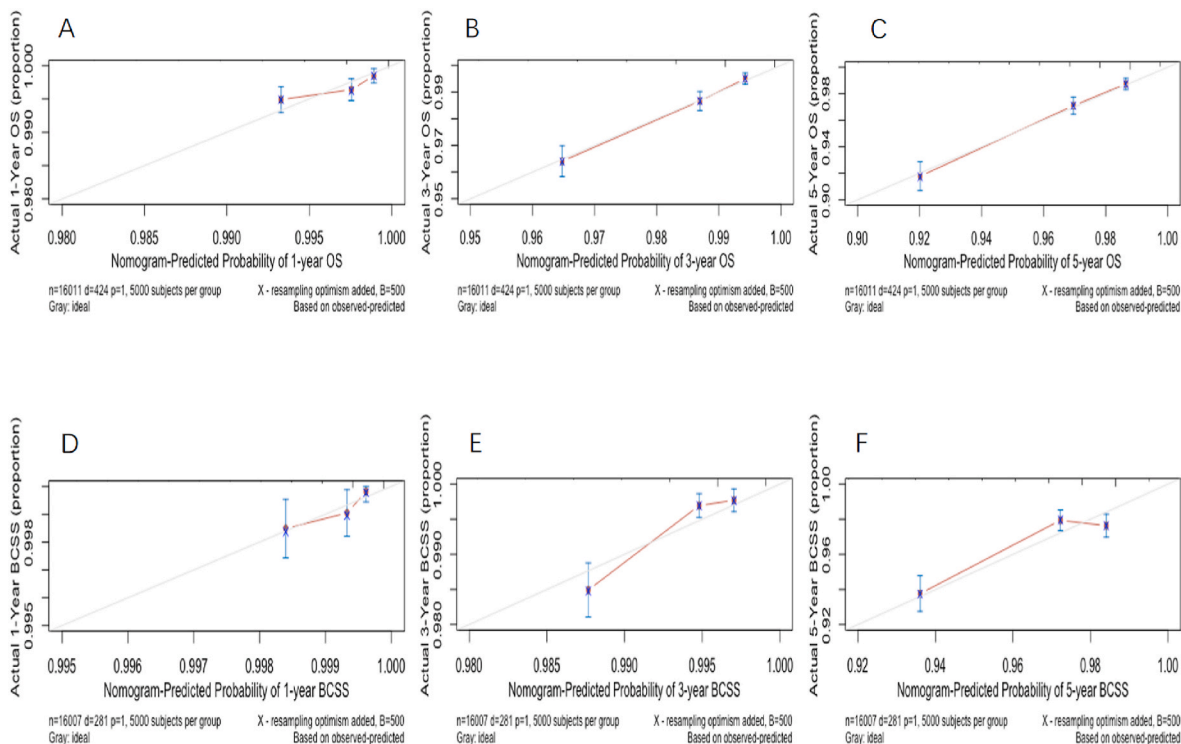 A
Actual 1-Year OS (proportion)
0.980 0.990 1.000
0.980 0.985 0.990 0.995 1.000
Nomogram-Predicted Probability of 1-year OS
n=16011 d=424 p=1, 5000 subjects per group X - resampling optimism added, B=500
Gray: ideal Based on observed-predicted
B
Actual 3-Year OS (proportion
0.95 0.97 0.99
0.95 0.96 0.97 0.98 0.99 1.00
Nomogram-Predicted Probability of 3-year OS
n=16011 d=424 p=1, 5000 subjects per group X - resampling optimism added, B=500
Gray: ideal Based on observed-predicted
C
Actual 5-Year OS (proportion
0.90 0.94 0.98
0.90 0.92 0.94 0.96 0.98 1.00
Nomogram-Predicted Probability of 5-year OS
n=16011 d=424 p=1, 5000 subjects per group X - resampling optimism added, B=500
Gray: ideal Based on observed-predicted
D
Actual 1-Year BCSS (proportion)
0.995 0.998
0.995 0.996 0.997 0.998 0.999 1.000
Nomogram-Predicted Probability of 1-year BCSS
n=16007 d=281 p=1, 5000 subjects per group X - resampling optimism added, B=500
Gray: ideal Based on observed-predicted
E
Actual 3-Year BCSS (proportion)
0.980 0.990 1.000
0.980 0.985 0.990 0.995 1.000
Nomogram-Predicted Probability of 3-year BCSS
n=16007 d=281 p=1, 5000 subjects per group X - resampling optimism added, B=500
Gray: ideal Based on observed-predicted
F
Actual 5-Year BCSS (proportion)
0.92 0.96 1.00
0.92 0.94 0.96 0.98 1.00
Nomogram-Predicted Probability of 5-year BCSS
n=16007 d=281 p=1, 5000 subjects per group X - resampling optimism added, B=500
Gray: ideal Based on observed-predicted